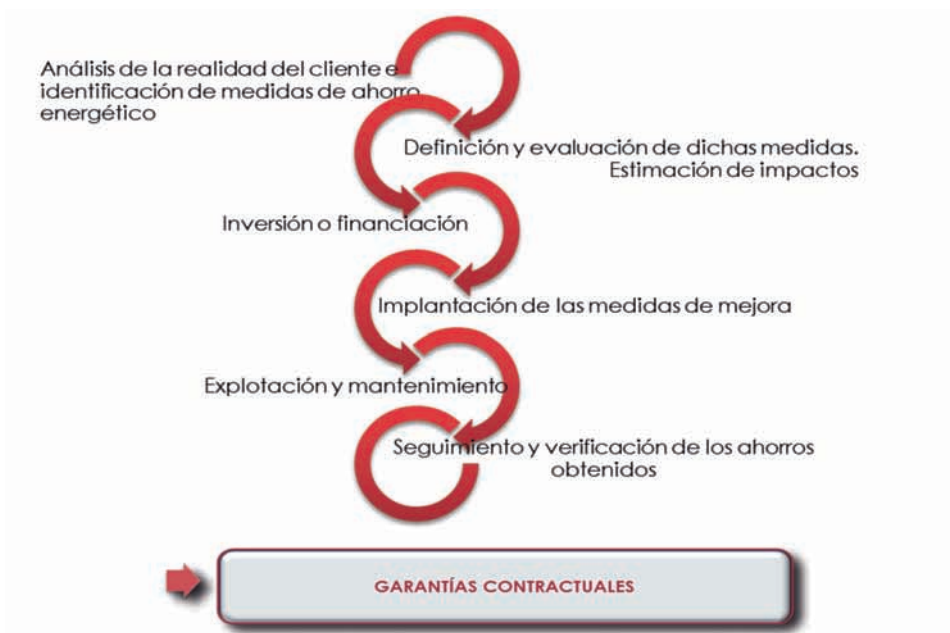 Análisis de la realidad del cliente e
identificación de medidas de ahorro
energético
Definición y evaluación de dichas medidas.
Estimación de impactos
Inversión o financiación
Implantación de las medidas de mejora
Explotación y mantenimiento
Seguimiento y verificación de los ahorros
obtenidos
GARANTÍAS CONTRACTUALES